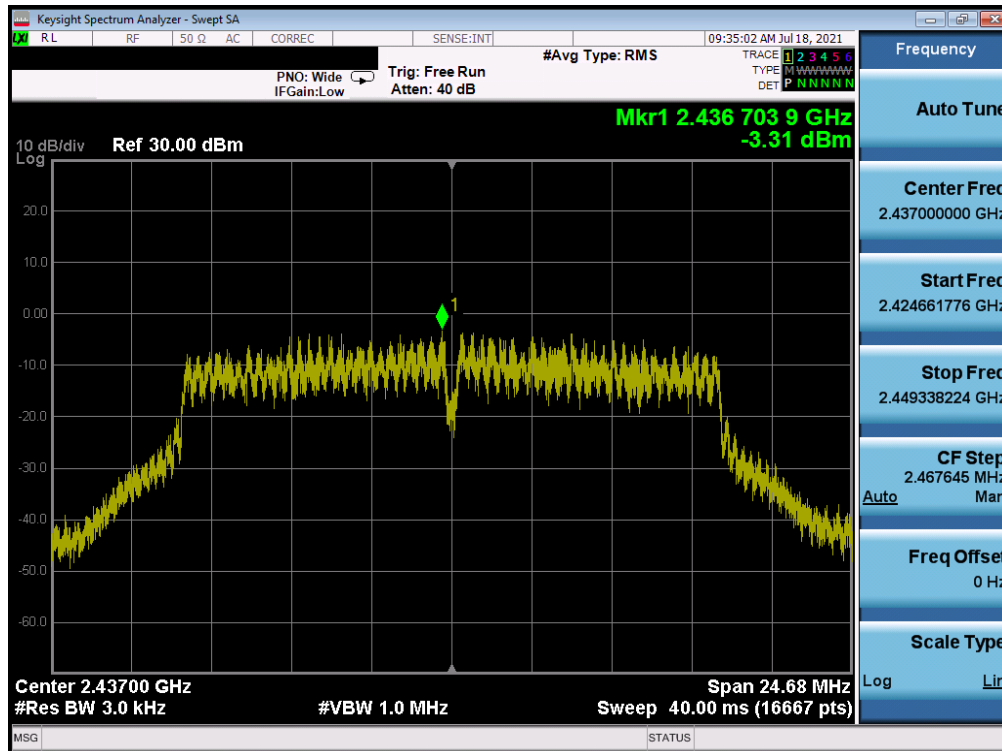 Keysight Spectrum Analyzer - Swept SA
LXI RL RF 50 Ω AC CORREC SENSE:INT 09:35:02 AM Jul 18, 2021
PNO: Wide
IFGain:Low
Trig: Free Run
Atten: 40 dB
#Avg Type: RMS
TRACE 1 2 3 4 5 6
TYPE M W W W W W
DET P N N N N N
Mkr1 2.436 703 9 GHz
-3.31 dBm
10 dB/div Ref 30.00 dBm
Log
20.0
10.0
0.00
-10.0
-20.0
-30.0
-40.0
-50.0
-60.0
1
Center 2.43700 GHz Span 24.68 MHz
#Res BW 3.0 kHz #VBW 1.0 MHz Sweep 40.00 ms (16667 pts)
MSG STATUS
Frequency
Auto Tune
Center Freq
2.437000000 GHz
Start Freq
2.424661776 GHz
Stop Freq
2.449338224 GHz
CF Step
2.467645 MHz
Auto Man
Freq Offset
0 Hz
Scale Type
Log Lin